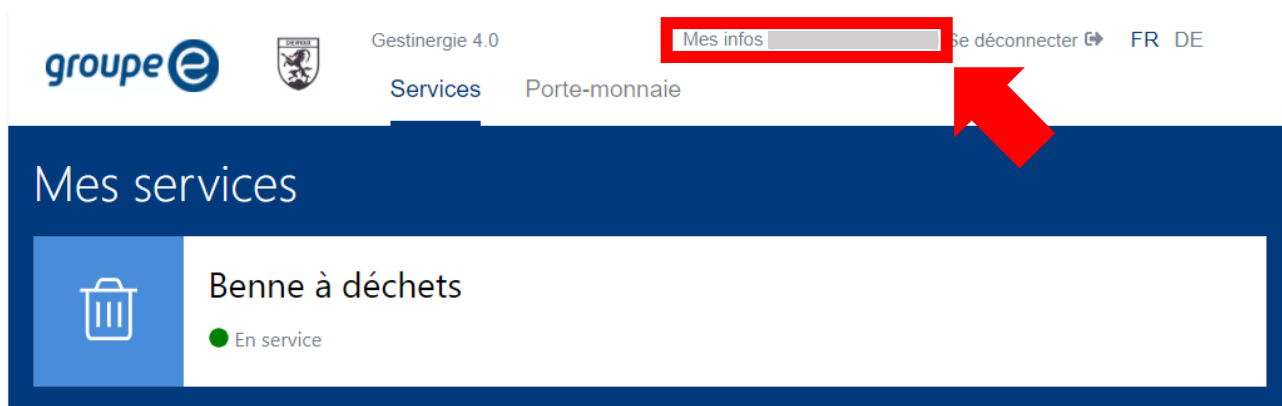 groupe e
Gestinergie 4.0
Mes infos
Se déconnecter
FR DE
Services
Porte-monnaie
Mes services
Benne à déchets
En service